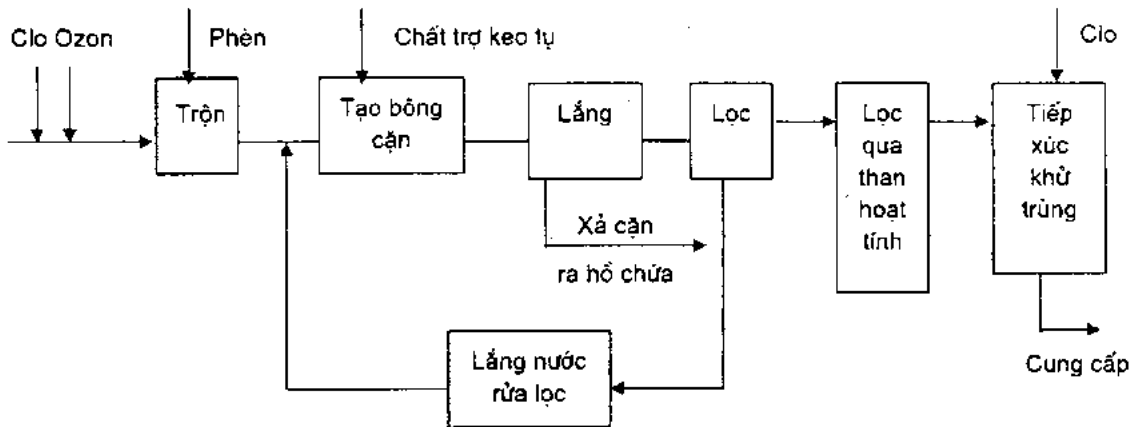 Clo Ozon
Phèn
Chất trợ keo tụ
Clo
Trộn
Tạo bông
cặn
Lắng
Lọc
Lọc
qua
than
hoạt
tính
Tiếp
xúc
khử
trùng
Xả cặn
ra hồ chứa
Lắng nước
rửa lọc
Cung cấp